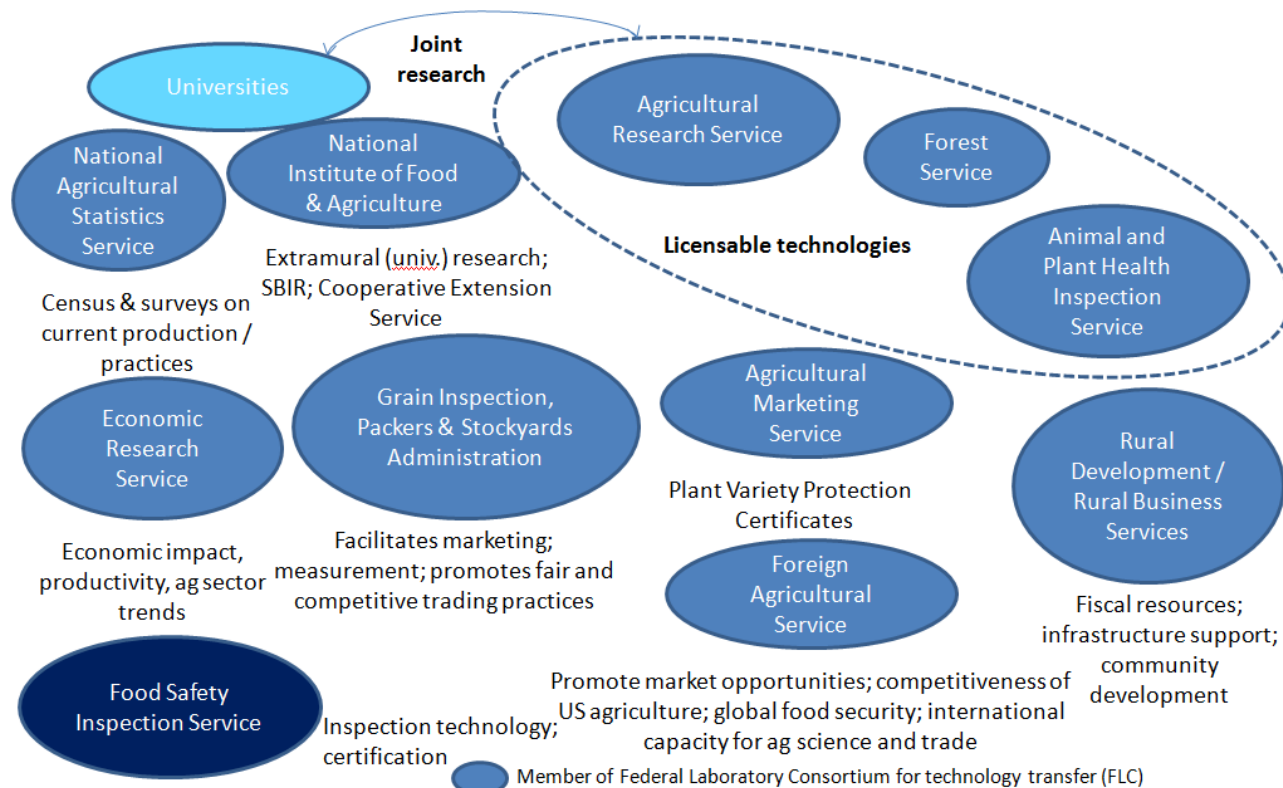 Joint
research
Universities
Agricultural
Research Service
Forest
Service
National
Agricultural
Statistics
Service
National
Institute of Food
& Agriculture
Licensable technologies
Animal and
Plant Health
Inspection
Service
Extramural (univ.) research;
SBIR; Cooperative Extension
Service
Census & surveys on
current production /
practices
Economic
Research
Service
Grain Inspection,
Packers & Stockyards
Administration
Agricultural
Marketing
Service
Rural
Development /
Rural Business
Services
Plant Variety Protection
Certificates
Economic impact,
productivity, ag sector
trends
Facilitates marketing;
measurement; promotes fair and
competitive trading practices
Foreign
Agricultural
Service
Fiscal resources;
infrastructure support;
community
development
Food Safety
Inspection Service
Inspection technology;
certification
Promote market opportunities; competitiveness of
US agriculture; global food security; international
capacity for ag science and trade
Member of Federal Laboratory Consortium for technology transfer (FLC)